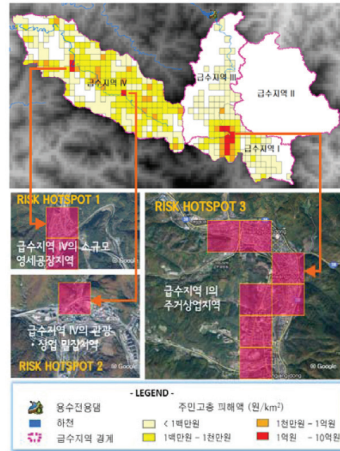 급수지역 IV
급수지역 III
급수지역 II
급수지역 I
RISK HOTSPOT 1
급수지역 IV의 소규모
영세공장지역
© Google
RISK HOTSPOT 3
급수지역 I의
주거상업지역
급수지역 IV의 관광
· 상업 밀집지역
RISK HOTSPOT 2
© Google
© Google
- LEGEND -
용수전용댐
하천
급수지역 경계
주민고충 피해액 (원/km²)
< 1백만원
1백만원 – 1천만원
1천만원 – 1억원
1억원 – 10억원